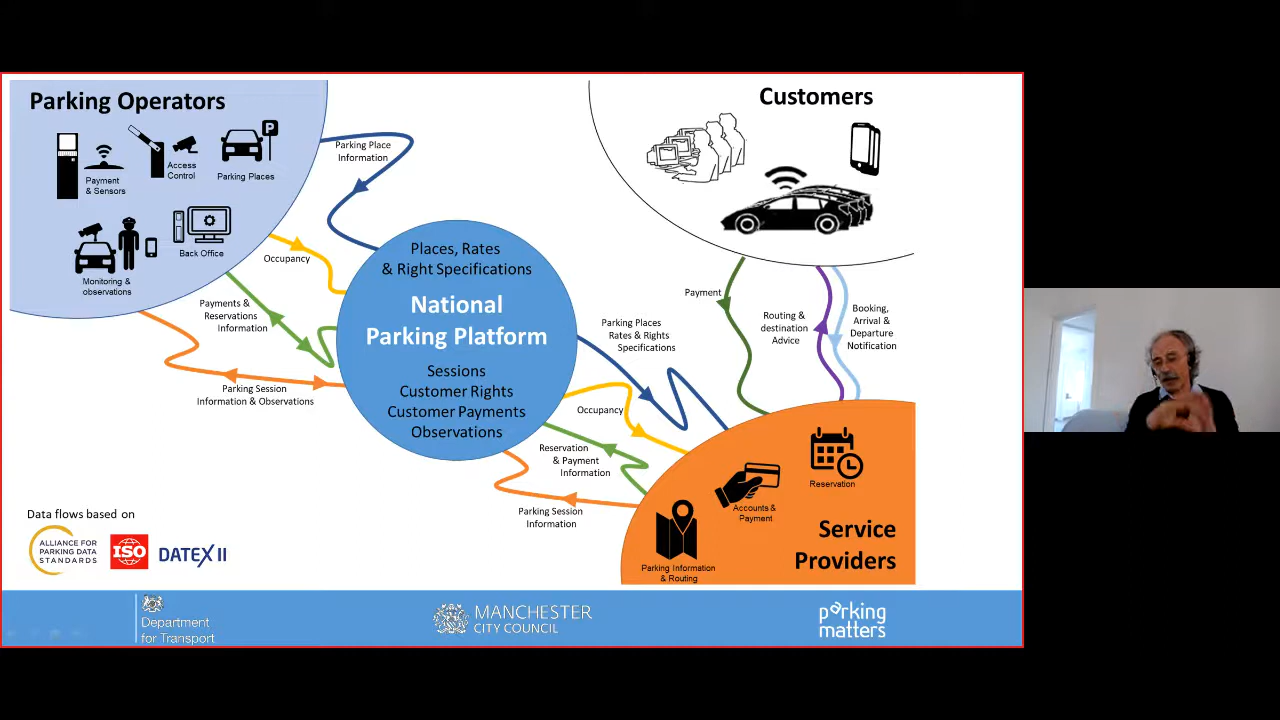 Parking Operators
Payment
& Sensors
Access
Control
P
Parking Places
Monitoring &
observations
Back Office
Parking Place
Information
Occupancy
Payments &
Reservations
Information
Parking Session
Information & Observations
Places, Rates
& Right Specifications
National
Parking Platform
Sessions
Customer Rights
Customer Payments
Observations
Customers
Payment
Routing &
destination
Advice
Booking,
Arrival &
Departure
Notification
Parking Places
Rates & Rights
Specifications
Occupancy
Reservation
& Payment
Information
Parking Session
Information
Reservation
Accounts &
Payment
Parking Information
& Routing
Service
Providers
Data flows based on
ALLIANCE FOR
PARKING DATA
STANDARDS
ISO
DATEX II
Department
for Transport
MANCHESTER
CITY COUNCIL
parking
matters